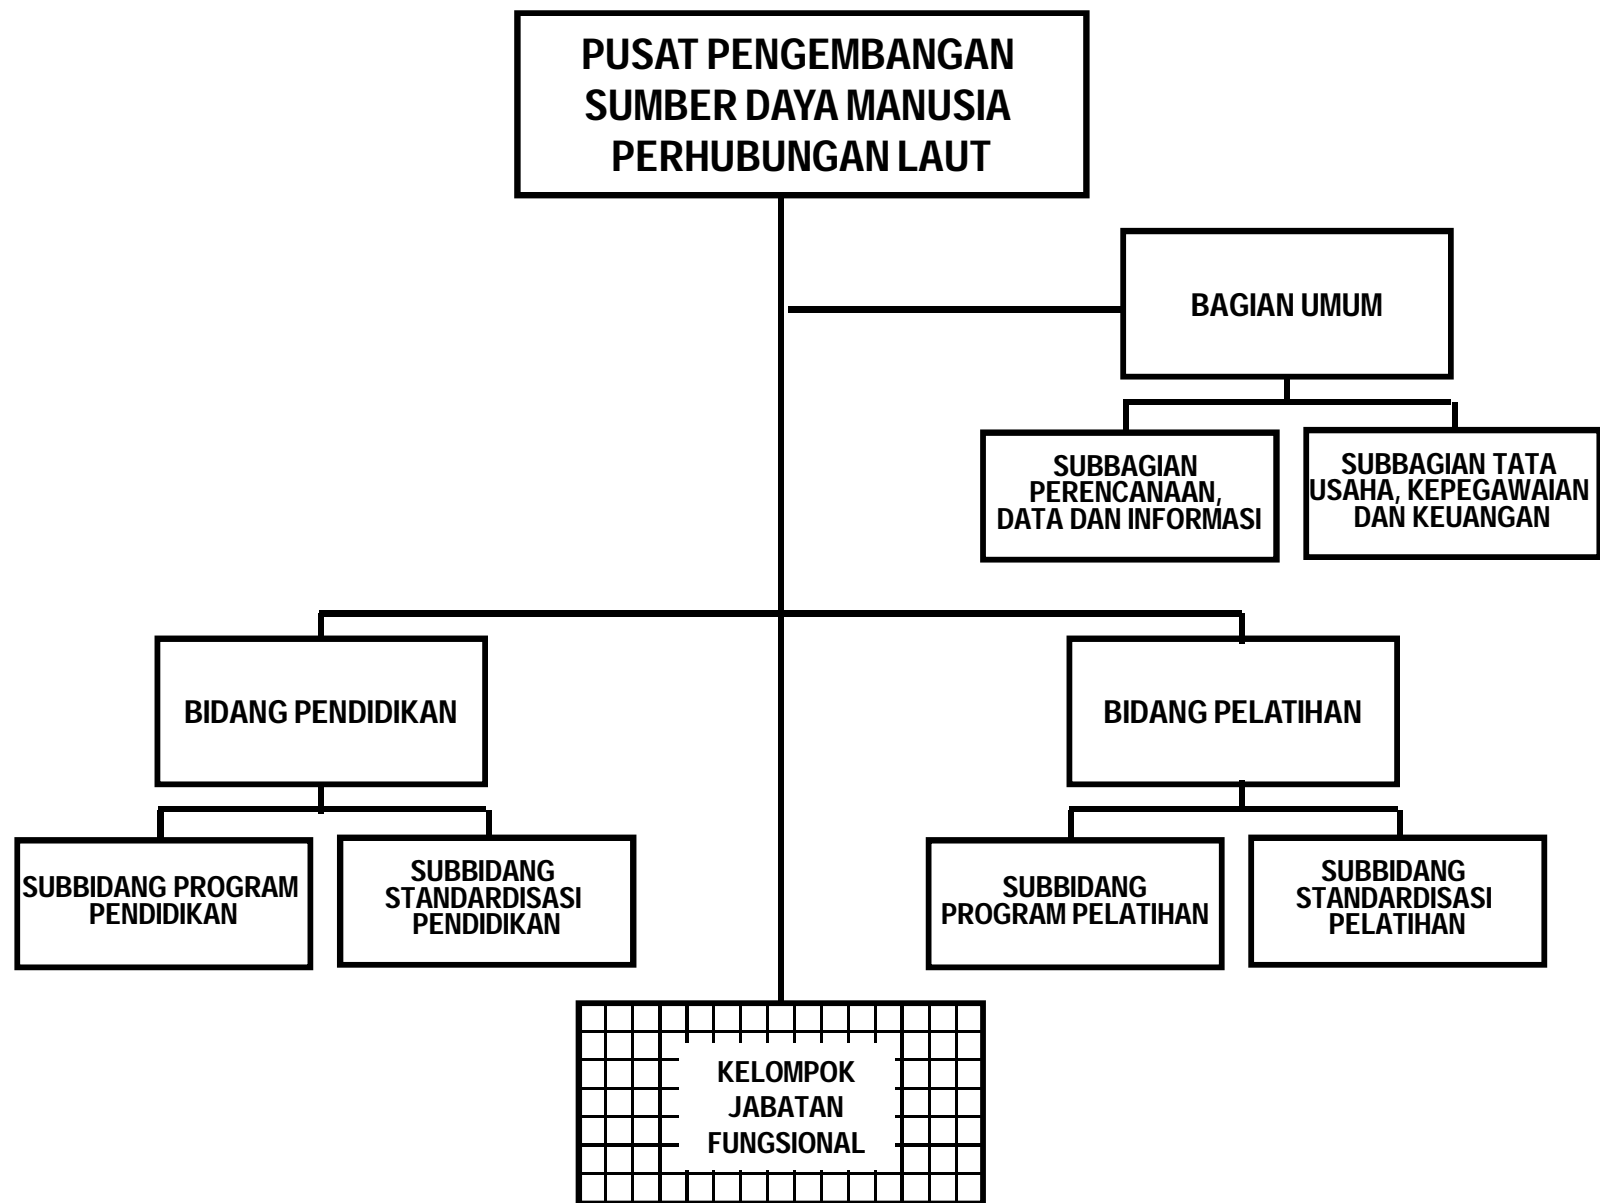 PUSAT PENGEMBANGAN
SUMBER DAYA MANUSIA
PERHUBUNGAN LAUT
BAGIAN UMUM
SUBBAGIAN
PERENCANAAN,
DATA DAN INFORMASI
SUBBAGIAN TATA
USAHA, KEPEGAWAIAN
DAN KEUANGAN
BIDANG PENDIDIKAN
BIDANG PELATIHAN
SUBBIDANG PROGRAM
PENDIDIKAN
SUBBIDANG
STANDARDISASI
PENDIDIKAN
SUBBIDANG
PROGRAM PELATIHAN
SUBBIDANG
STANDARDISASI
PELATIHAN
KELOMPOK
JABATAN
FUNGSIONAL